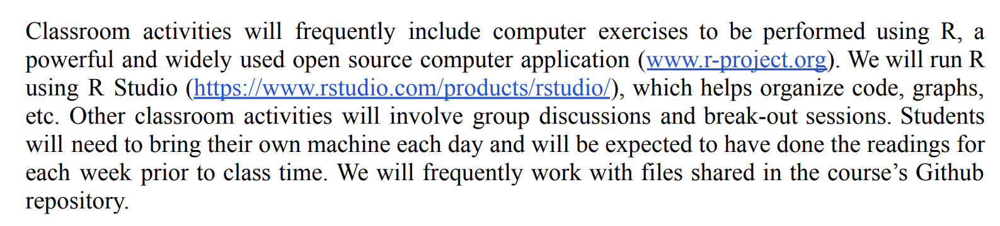 Classroom activities will frequently include computer exercises to be performed using R, a
powerful and widely used open source computer application (www.r-project.org). We will run R
using R Studio (https://www.rstudio.com/products/rstudio/), which helps organize code, graphs,
etc. Other classroom activities will involve group discussions and break-out sessions. Students
will need to bring their own machine each day and will be expected to have done the readings for
each week prior to class time. We will frequently work with files shared in the course’s Github
repository.